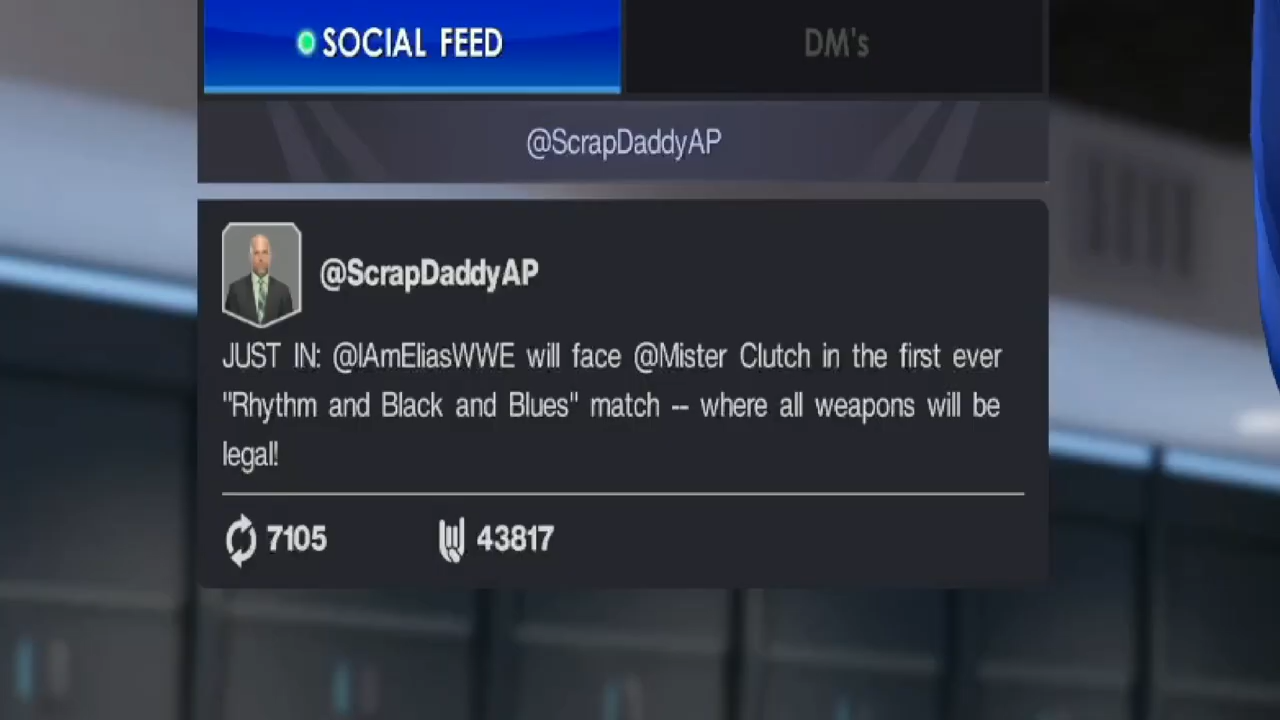 SOCIAL FEED
DM's
@ScrapDaddyAP
@ScrapDaddyAP
JUST IN: @IAmEliasWWE will face @Mister Clutch in the first ever
"Rhythm and Black and Blues" match -- where all weapons will be
legal!
7105
43817